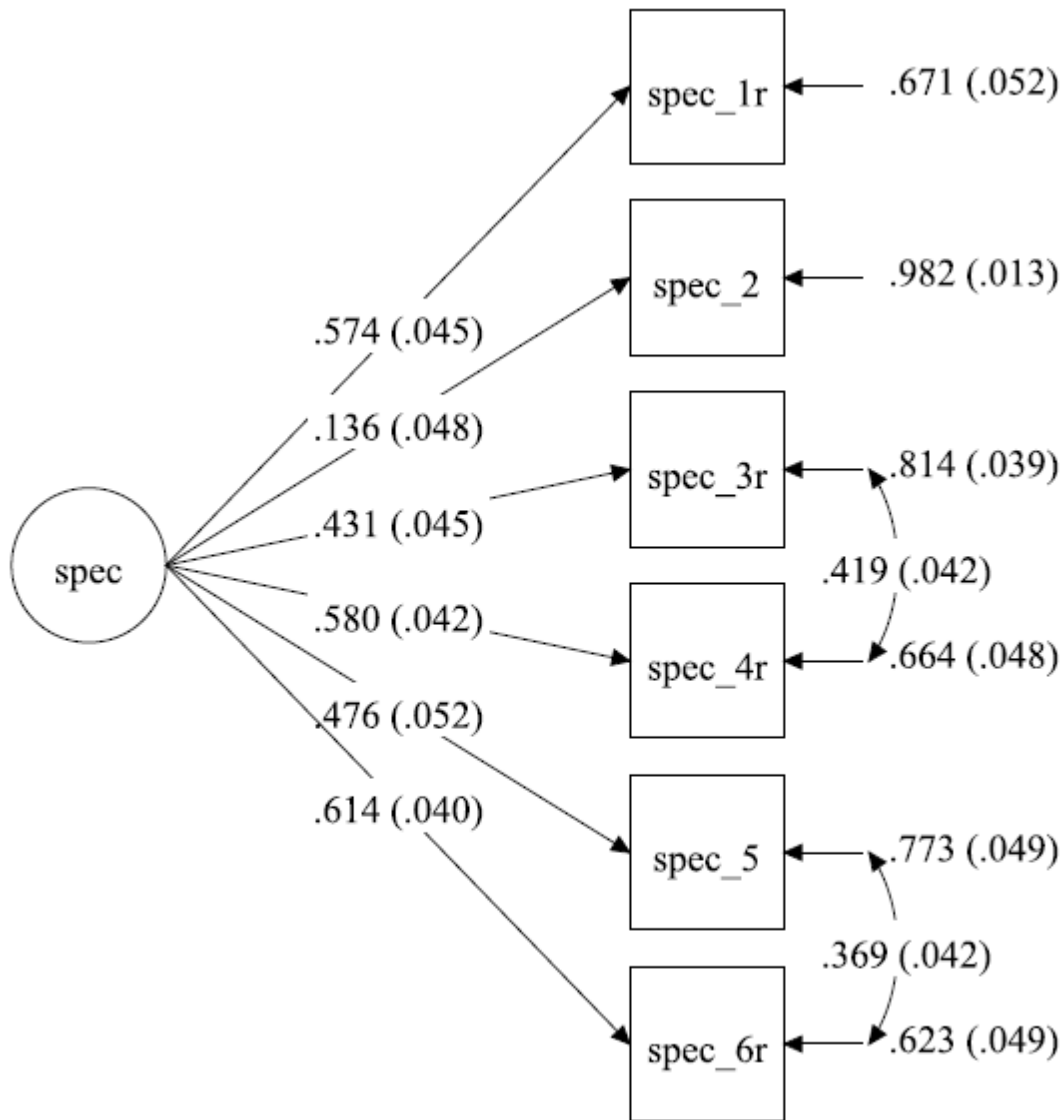 spec_1r
.671 (.052)
spec_2
.982 (.013)
.574 (.045)
.136 (.048)
spec_3r
.814 (.039)
.431 (.045)
spec
.419 (.042)
.580 (.042)
spec_4r
.664 (.048)
.476 (.052)
.614 (.040)
spec_5
.773 (.049)
.369 (.042)
spec_6r
.623 (.049)